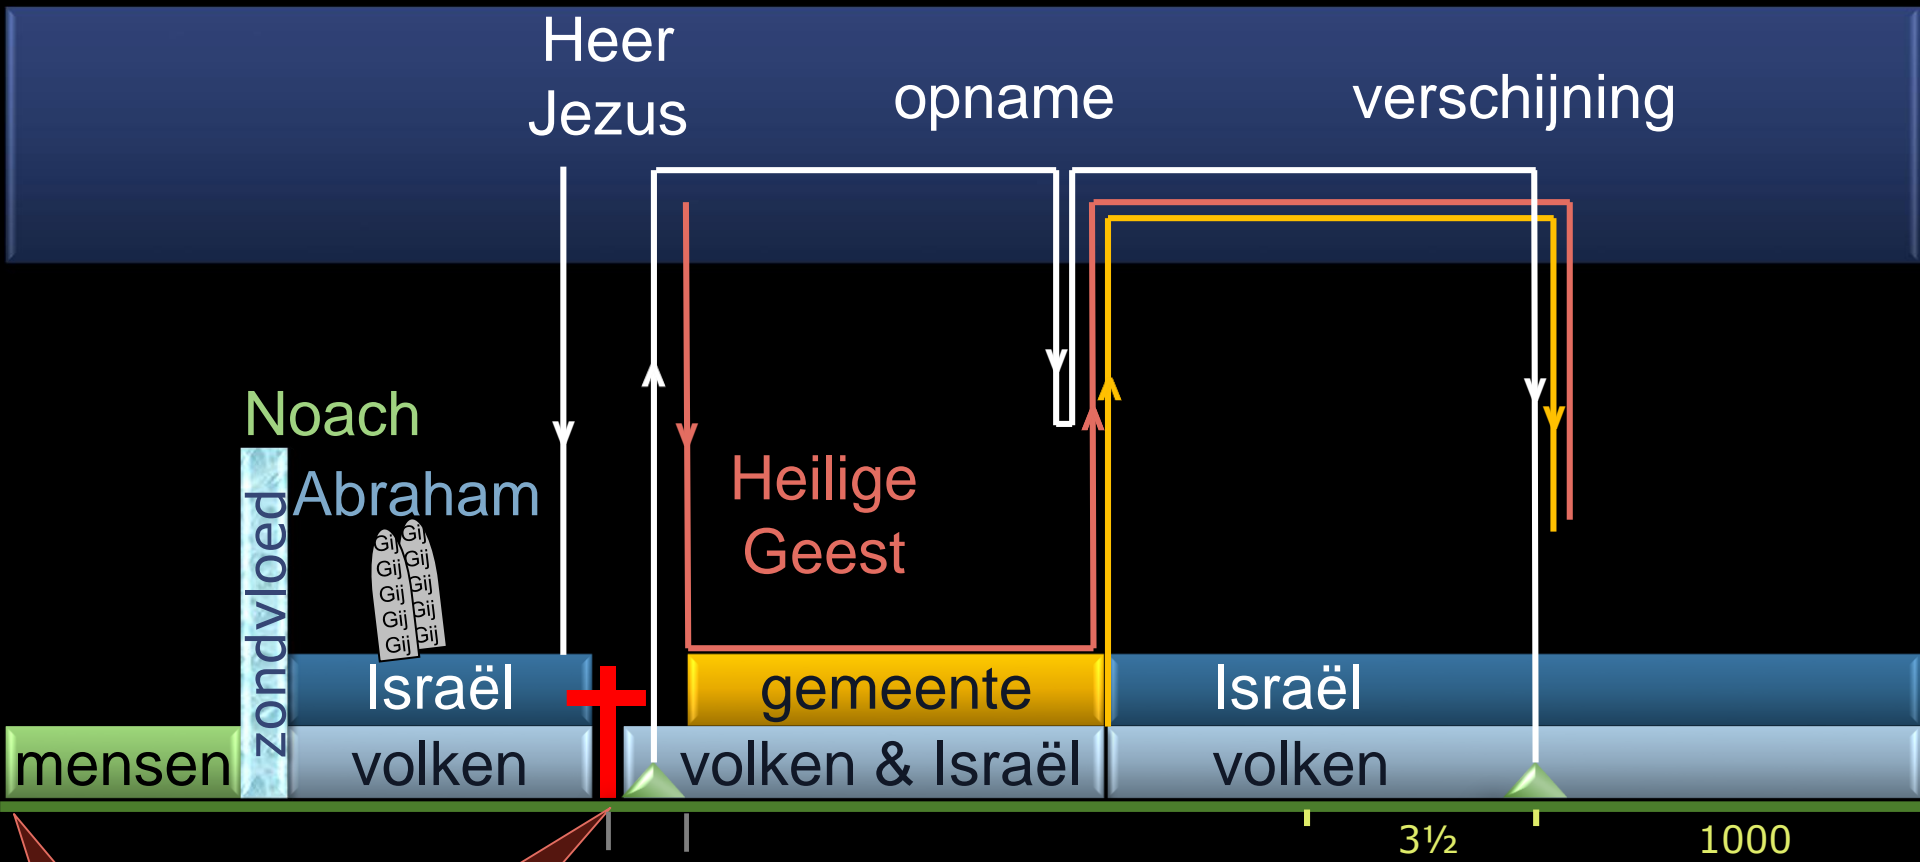 Heer
Jezus
opname
verschijning
Noach
Abraham
zondvloed
Gij
Gij
Gij
Gij
Gij
Gij
Gij
Gij
Gij
Gij
Heilige
Geest
Israël
gemeente
Israël
mensen
volken
volken & Israël
volken
3½
1000